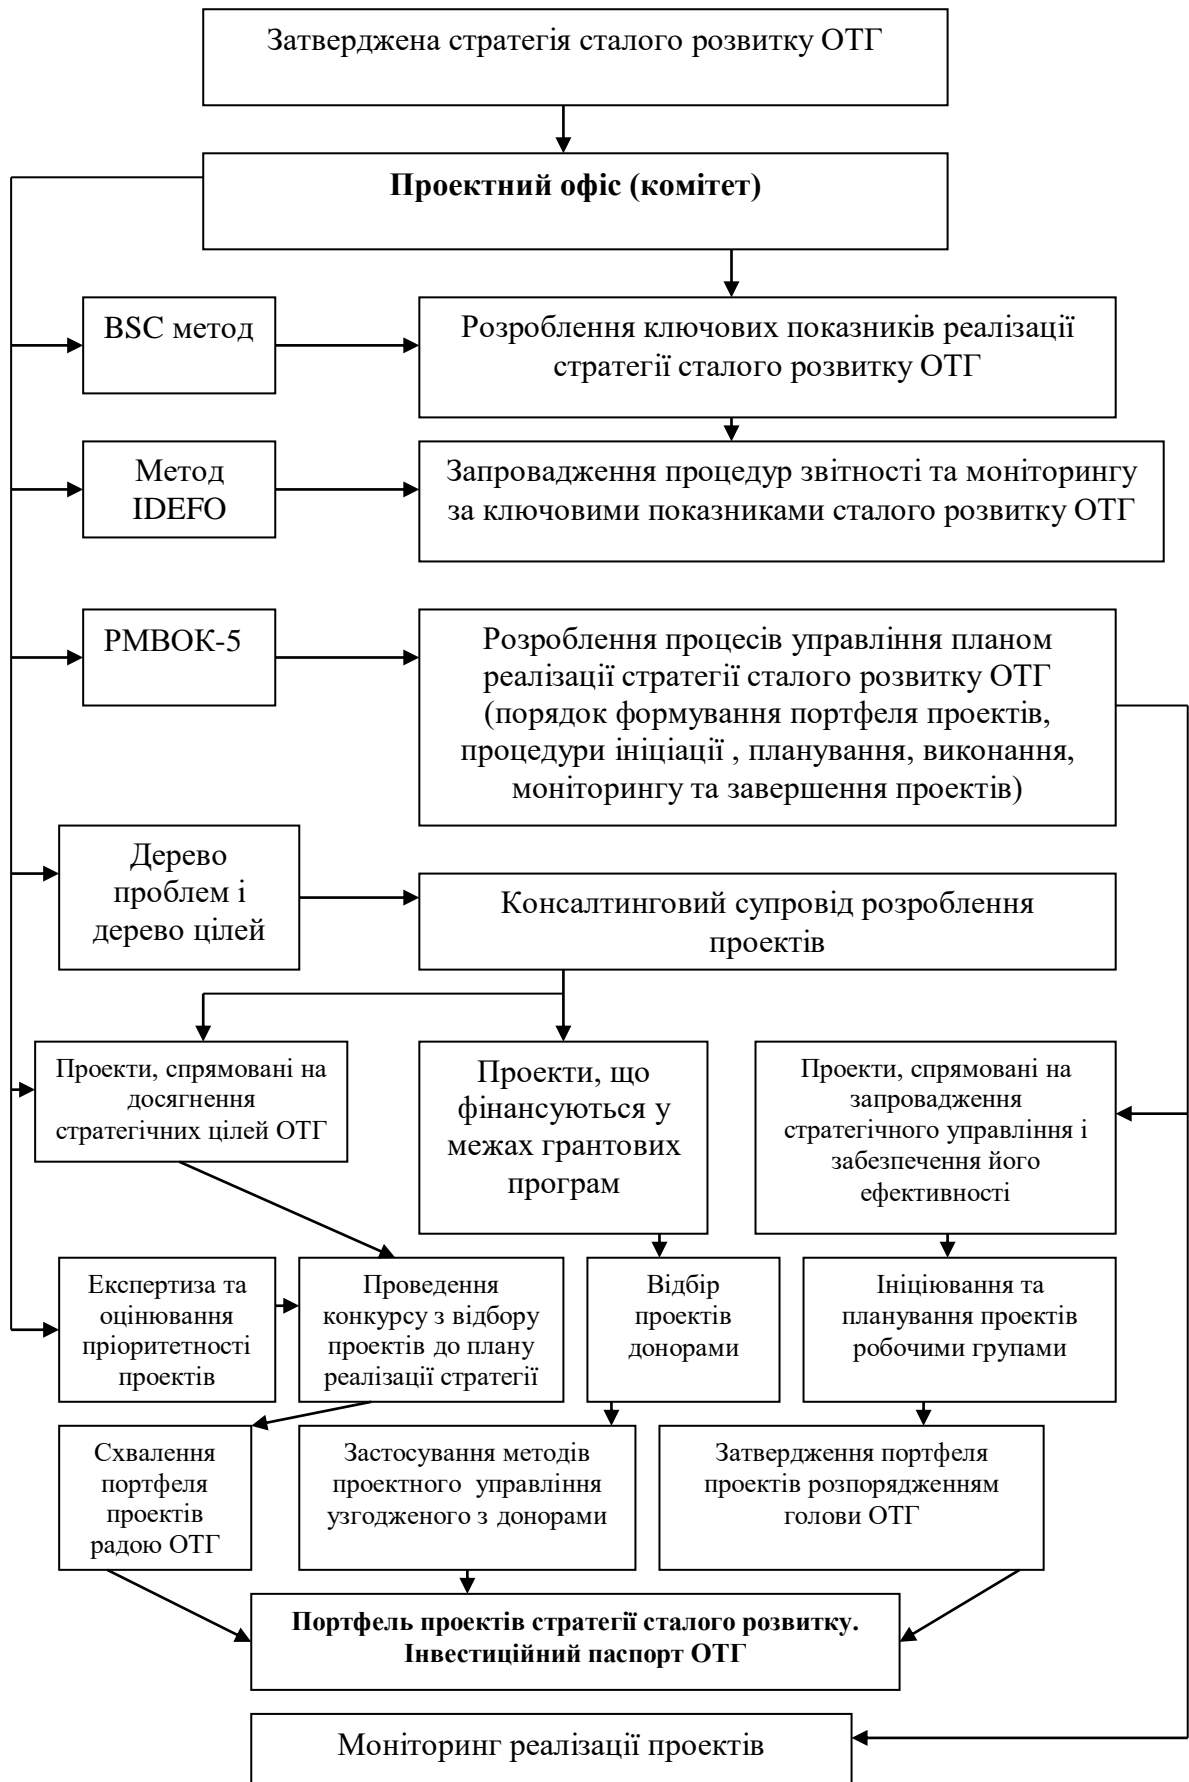 Затверджена стратегія сталого розвитку ОТГ
Проектний офіс (комітет)
BSC метод
Розроблення ключових показників реалізації
стратегії сталого розвитку ОТГ
Метод
IDEFO
Запровадження процедур звітності та моніторингу
за ключовими показниками сталого розвитку ОТГ
PMBOK-5
Розроблення процесів управління планом
реалізації стратегії сталого розвитку ОТГ
(порядок формування портфеля проектів,
процедури ініціації , планування, виконання,
моніторингу та завершення проектів)
Дерево
проблем і
дерево цілей
Консалтинговий супровід розроблення
проектів
Проекти, спрямовані на
досягнення
стратегічних цілей ОТГ
Проекти, що
фінансуються у
межах грантових
програм
Проекти, спрямовані на
запровадження
стратегічного управління і
забезпечення його
ефективності
Експертиза та
оцінювання
пріоритетності
проектів
Проведення
конкурсу з відбору
проектів до плану
реалізації стратегії
Відбір
проектів
донорами
Ініціювання та
планування проектів
робочими групами
Схвалення
портфеля
проектів
радою ОТГ
Застосування методів
проектного управління
узгодженого з донорами
Затвердження портфеля
проектів розпорядженням
голови ОТГ
Портфель проектів стратегії сталого розвитку.
Інвестиційний паспорт ОТГ
Моніторинг реалізації проектів